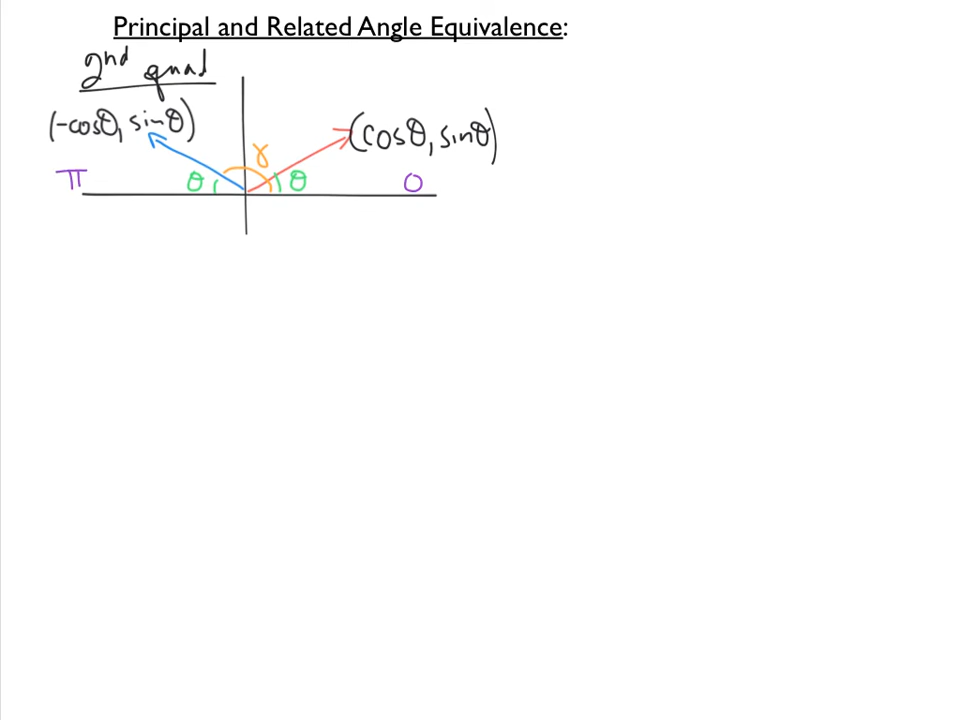 Principal and Related Angle Equivalence:
2nd quad
(-cosθ, sinθ)
(cosθ, sinθ)
γ
π θ θ 0